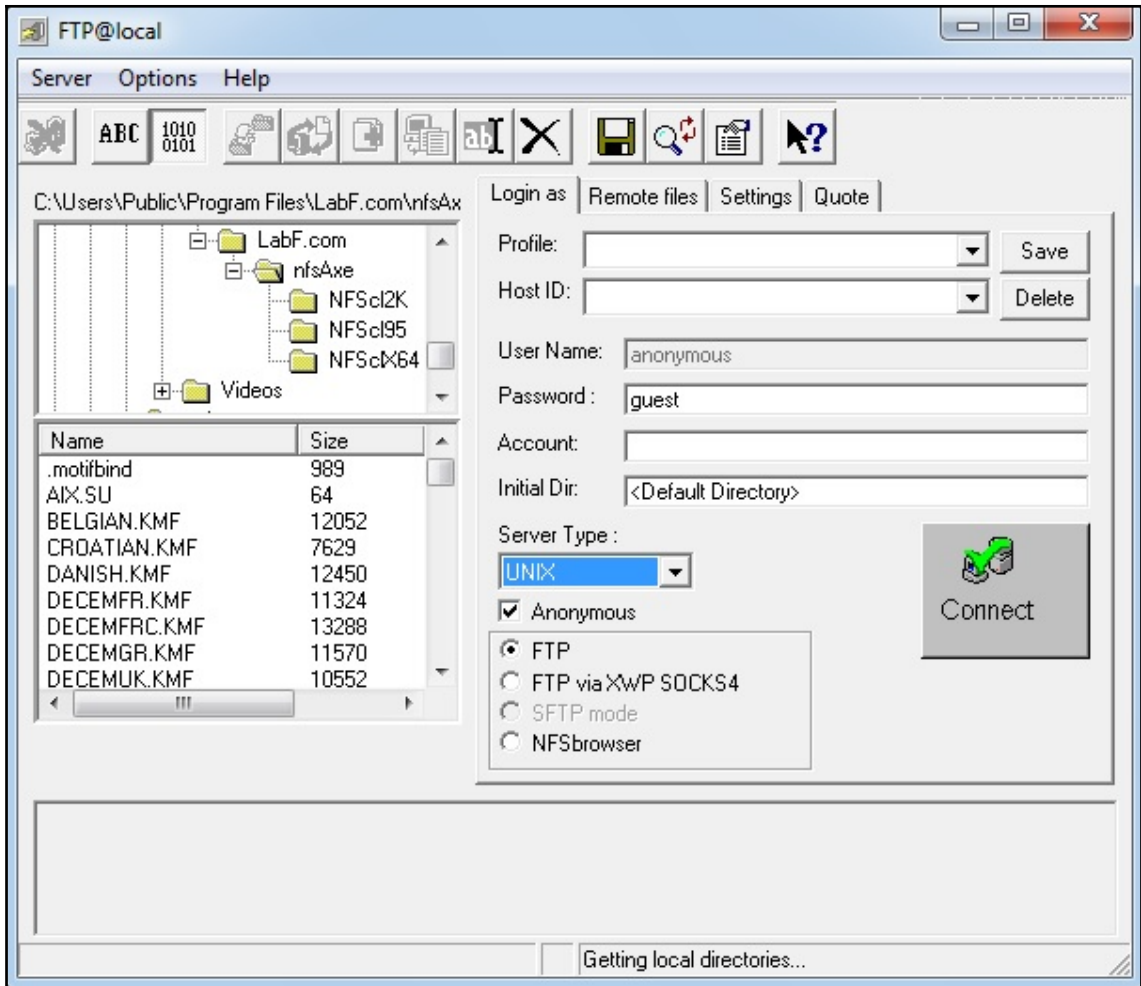 FTP@local
Server Options Help
ABC 1010 0101 ab ?
C:\Users\Public\Program Files\LabF.com\nfsAx
LabF.com
nfsAxe
NFScl2K
NFScl95
NFSclX64
Videos
Name Size
.motifbind 989
AIX.SU 64
BELGIAN.KMF 12052
CROATIAN.KMF 7629
DANISH.KMF 12450
DECEMFR.KMF 11324
DECEMFRC.KMF 13288
DECEMGR.KMF 11570
DECEMUK.KMF 10552
Login as Remote files Settings Quote
Profile: Save
Host ID: Delete
User Name: anonymous
Password : guest
Account:
Initial Dir: <Default Directory>
Server Type :
UNIX
Anonymous
FTP
FTP via XWP SOCKS4
SFTP mode
NFSbrowser
Connect
Getting local directories...